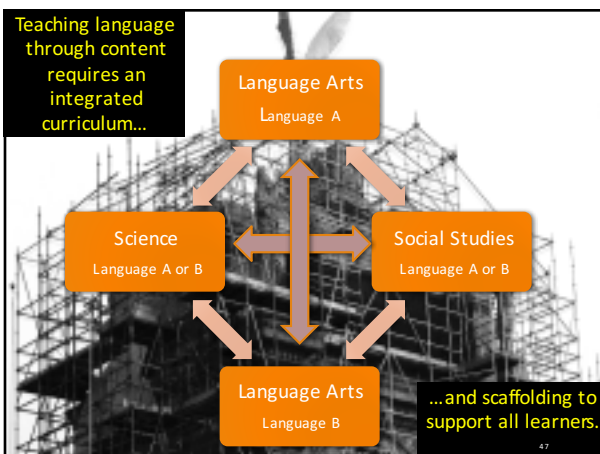 Teaching language
through content
requires an
integrated
curriculum…
Language Arts
Language A
Science
Language A or B
Social Studies
Language A or B
Language Arts
Language B
…and scaffolding to
support all learners.
47